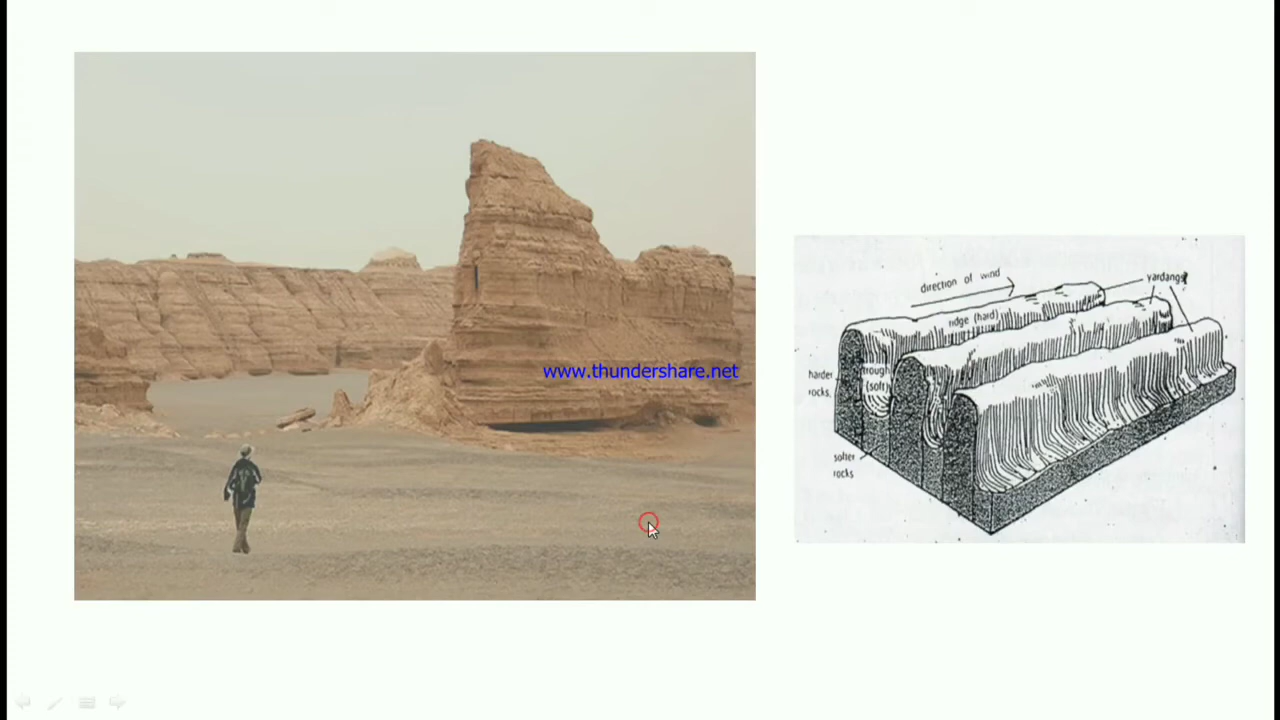 www.thundershare.net
direction of wind
yardangs
ridge (hard)
trough
(soft)
harder
rocks.
softer
rocks